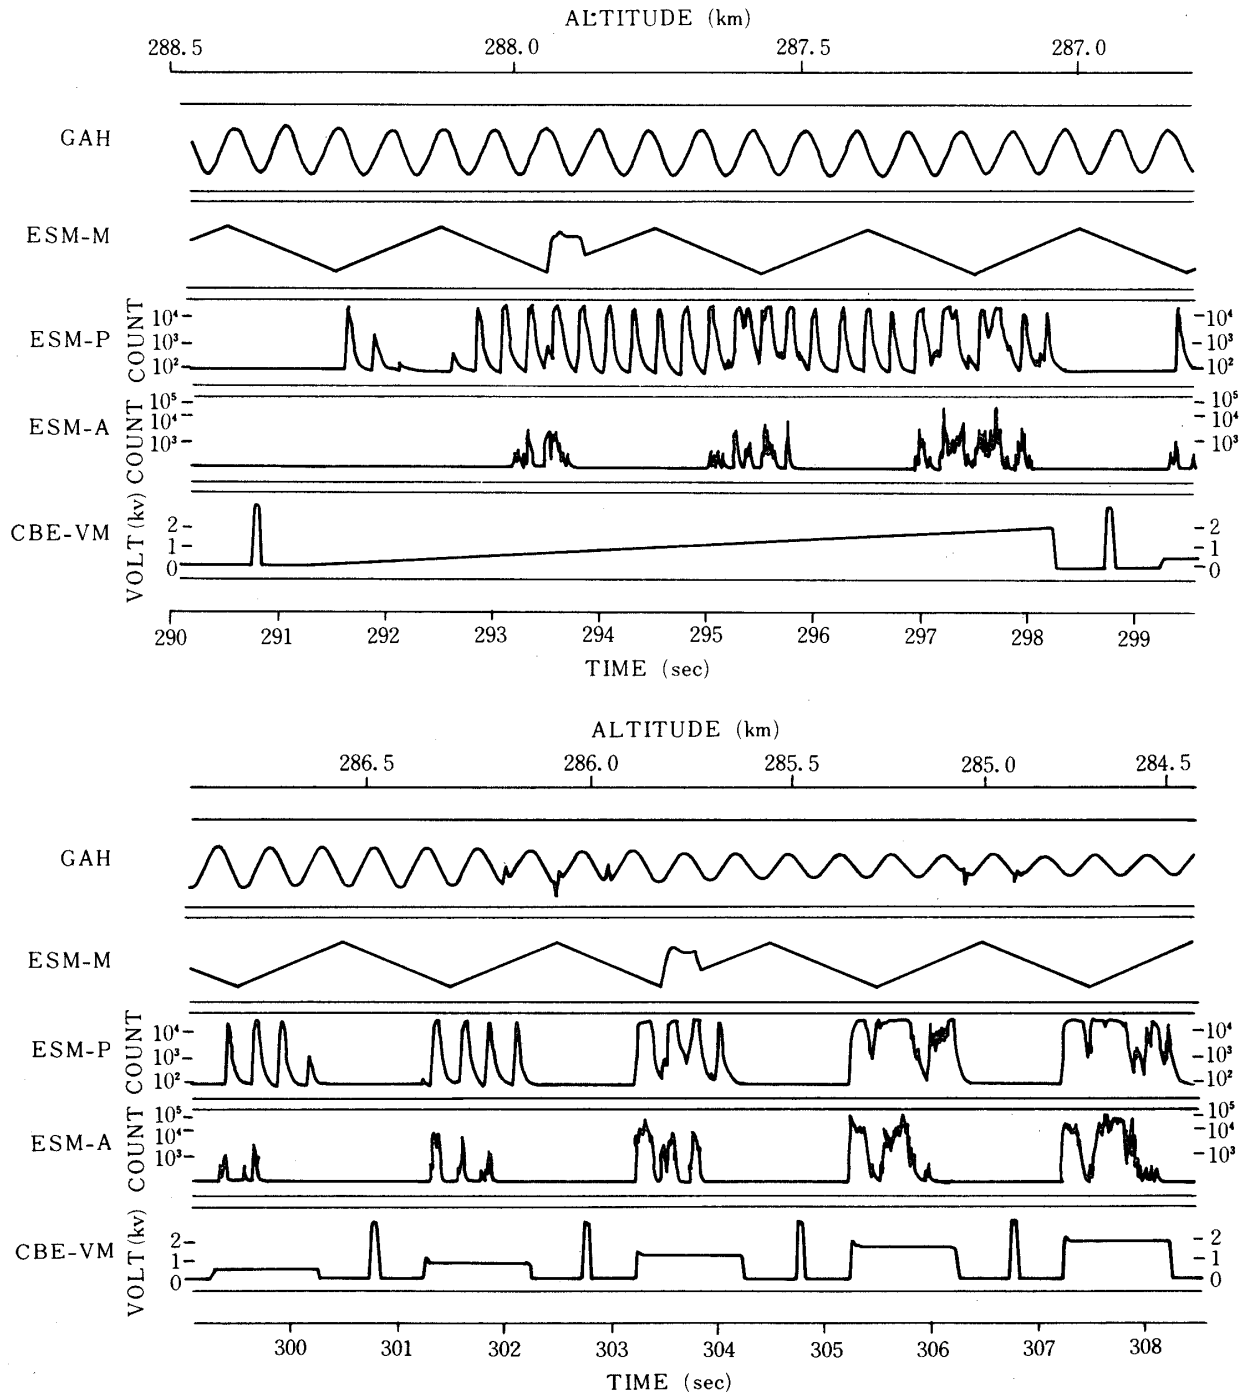 ALTITUDE (km)
288.5 288.0 287.5 287.0
GAH
ESM-M
ESM-P
COUNT
10⁴ 10³ 10²
10⁴ 10³ 10²
ESM-A
COUNT
10⁵ 10⁴ 10³
10⁵ 10⁴ 10³
CBE-VM
VOLT (kv)
2 1 0
2 1 0
290 291 292 293 294 295 296 297 298 299
TIME (sec)
ALTITUDE (km)
286.5 286.0 285.5 285.0 284.5
GAH
ESM-M
ESM-P
COUNT
10⁴ 10³ 10²
10⁴ 10³ 10²
ESM-A
COUNT
10⁵ 10⁴ 10³
10⁵ 10⁴ 10³
CBE-VM
VOLT (kv)
2 1 0
2 1 0
300 301 302 303 304 305 306 307 308
TIME (sec)